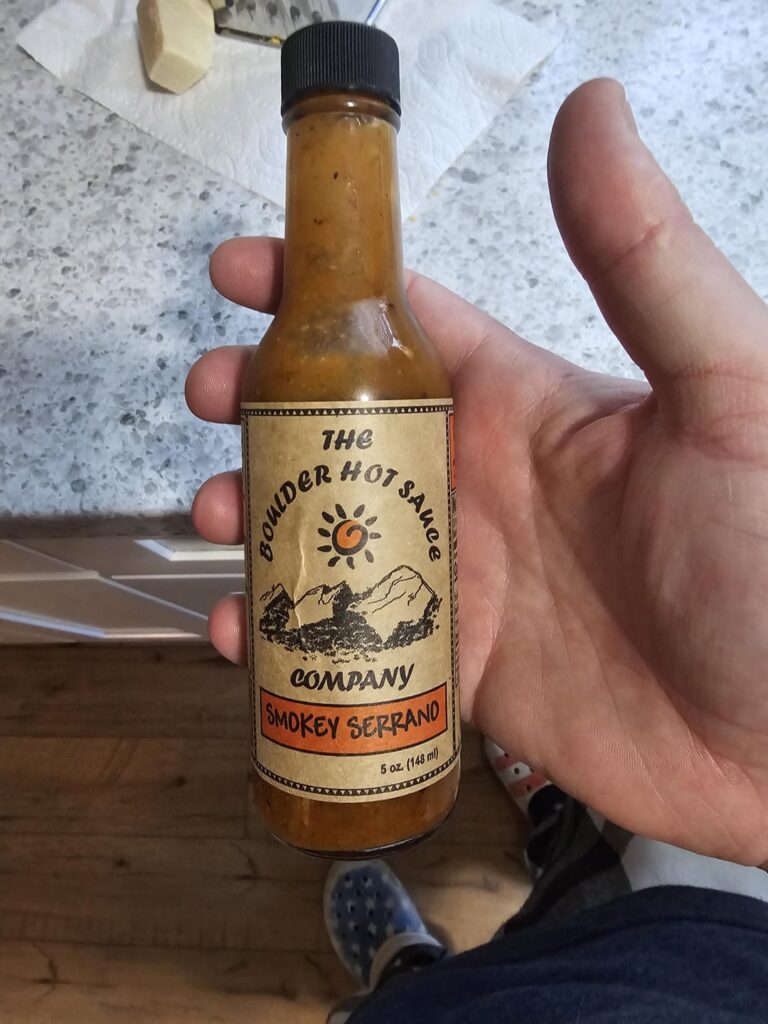 THE
BOULDER HOT SAUCE
COMPANY
SMOKEY SERRANO
5 oz. (148 ml)